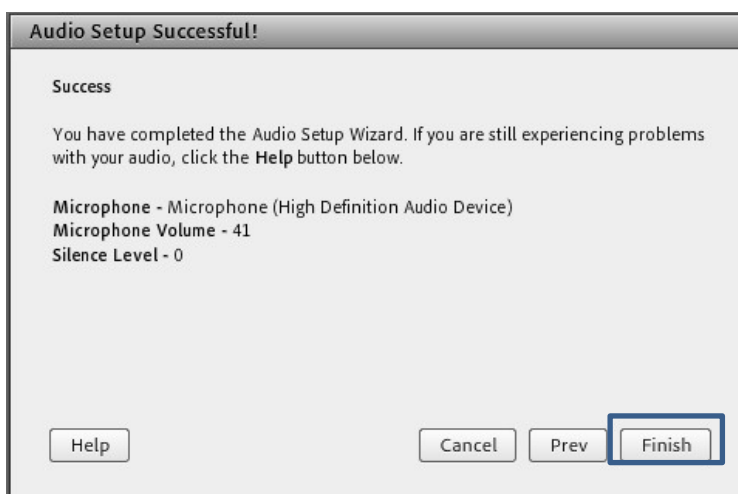 Audio Setup Successful!
Success
You have completed the Audio Setup Wizard. If you are still experiencing problems
with your audio, click the Help button below.
Microphone - Microphone (High Definition Audio Device)
Microphone Volume - 41
Silence Level - 0
Help Cancel Prev Finish